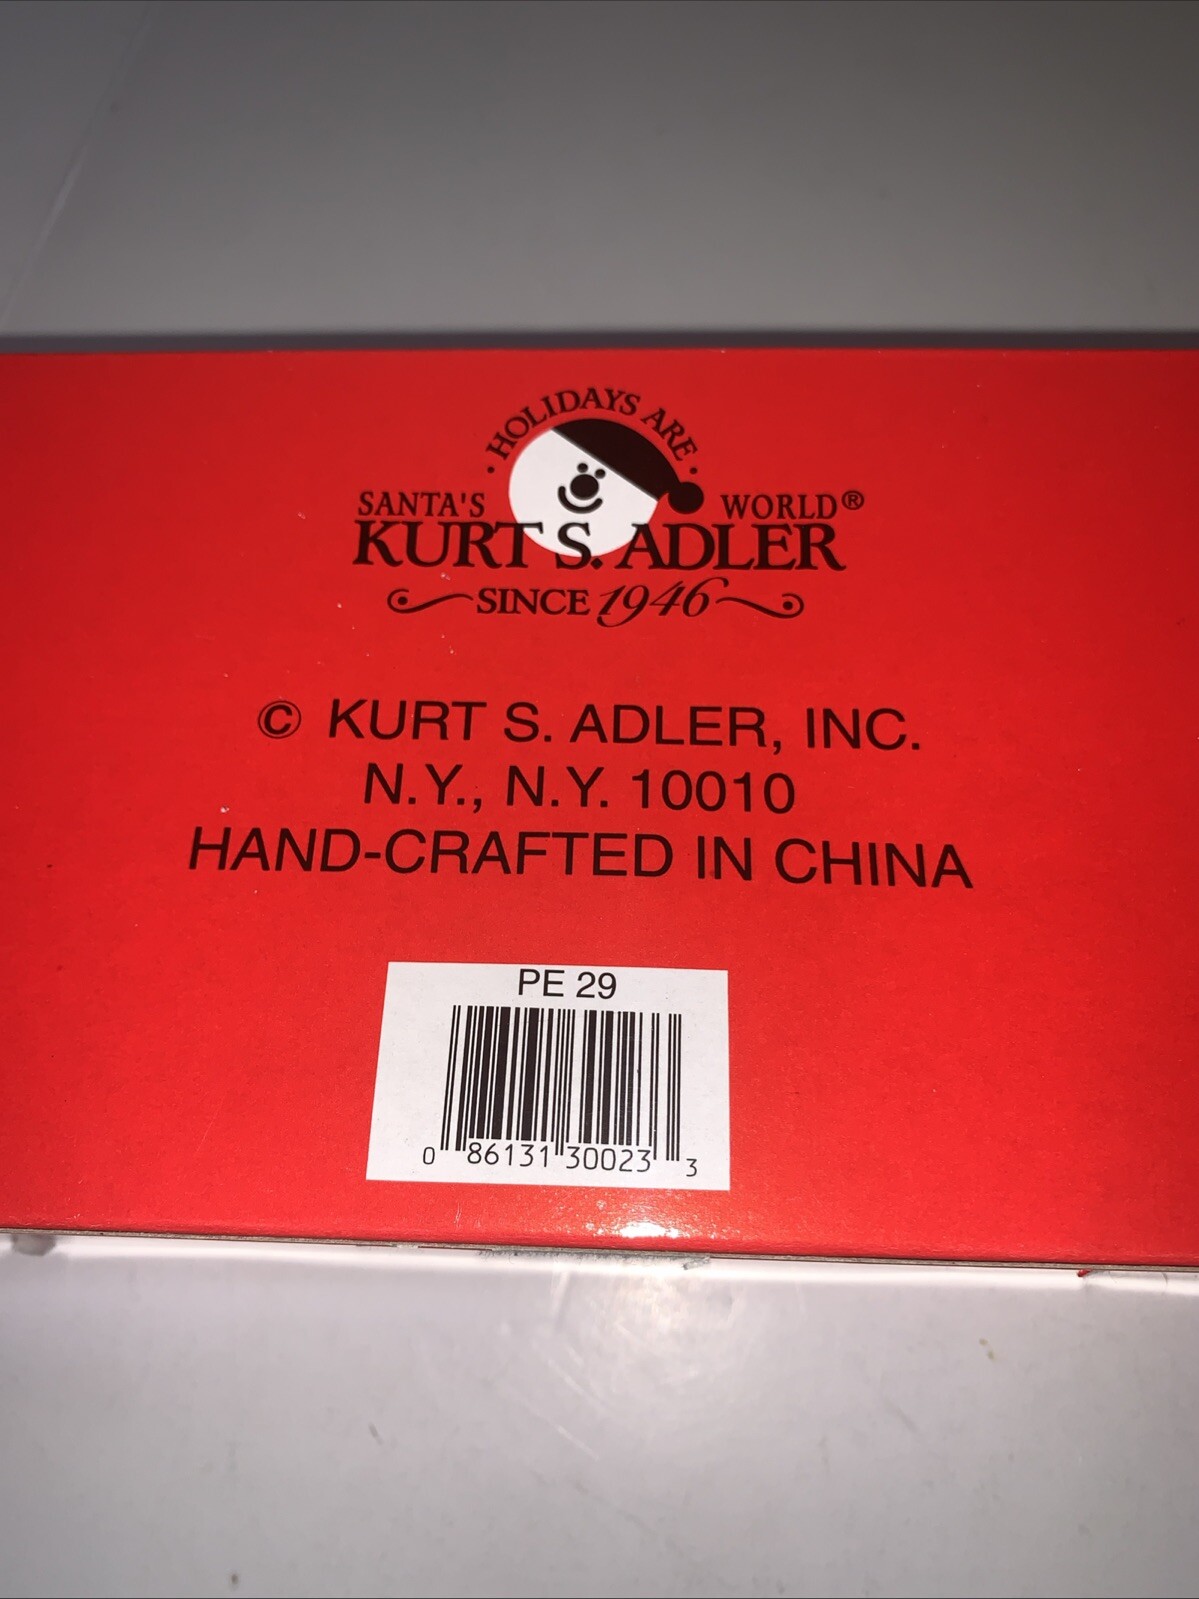 · HOLIDAYS ARE ·
SANTA'S WORLD®
KURT S. ADLER
SINCE 1946
© KURT S. ADLER, INC.
N.Y., N.Y. 10010
HAND-CRAFTED IN CHINA
PE 29
0 86131 30023 3